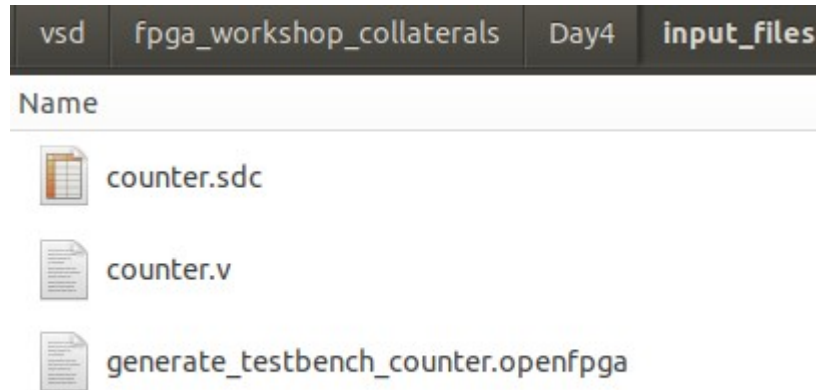 vsd fpga_workshop_collaterals Day4 input_files
Name
counter.sdc
counter.v
generate_testbench_counter.openfpga